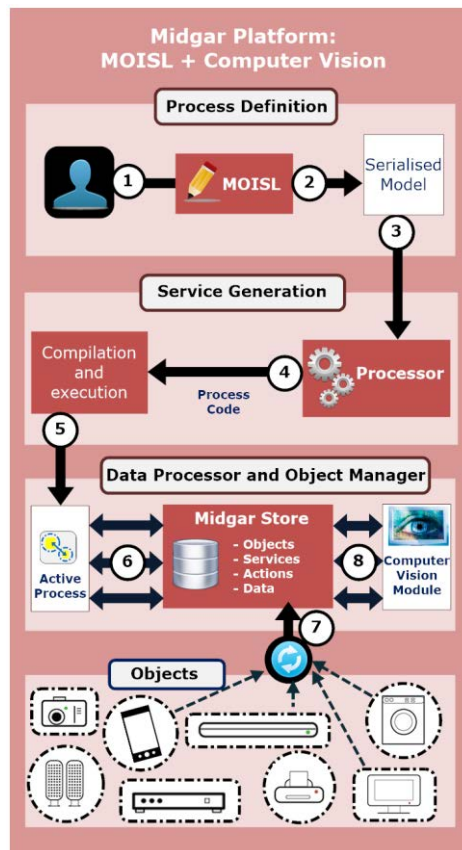 Midgar Platform:
MOISL + Computer Vision
Process Definition
1
MOISL
2
Serialised
Model
3
Service Generation
Compilation
and
execution
4
Process
Code
Processor
5
Data Processor and Object Manager
Active
Process
6
Midgar Store
- Objects
- Services
- Actions
- Data
8
Computer
Vision
Module
7
Objects